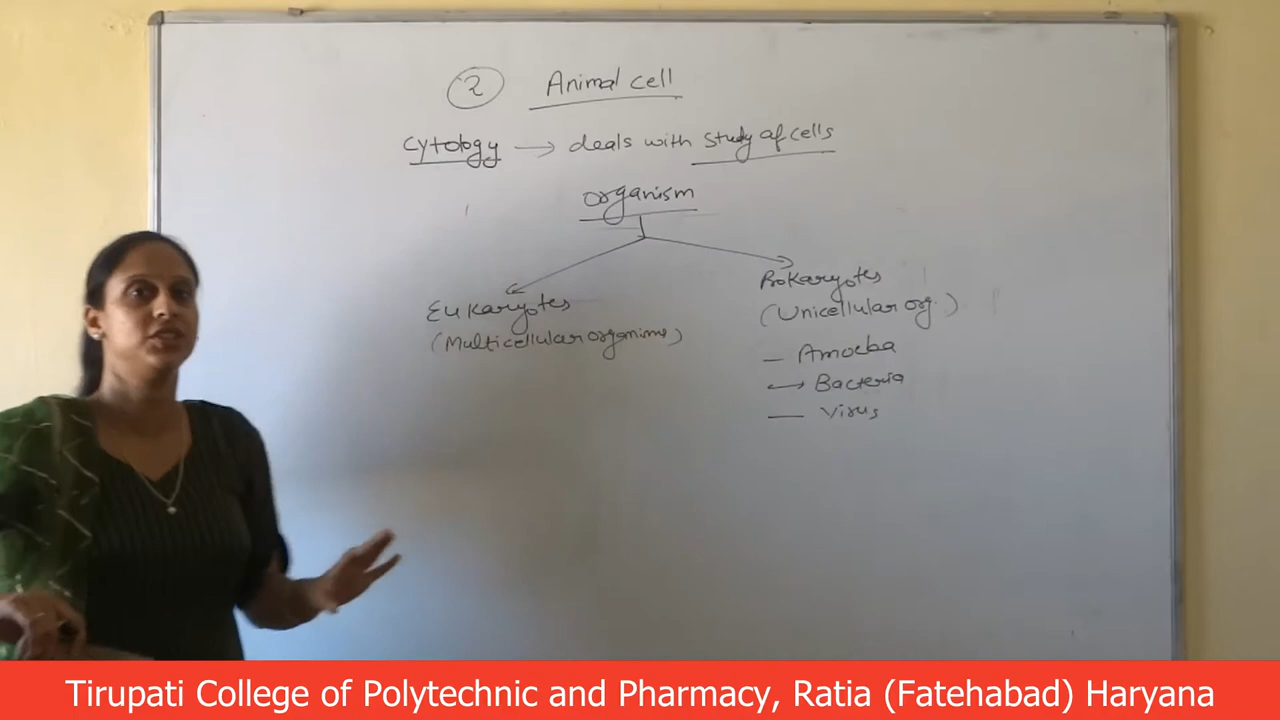 2 Animal cell
Cytology → deals with study of cells
organism
Eukaryotes
(Multicellular organisms)
Prokaryotes
(Unicellular org.)
— Amoeba
→ Bacteria
— Virus
Tirupati College of Polytechnic and Pharmacy, Ratia (Fatehabad) Haryana